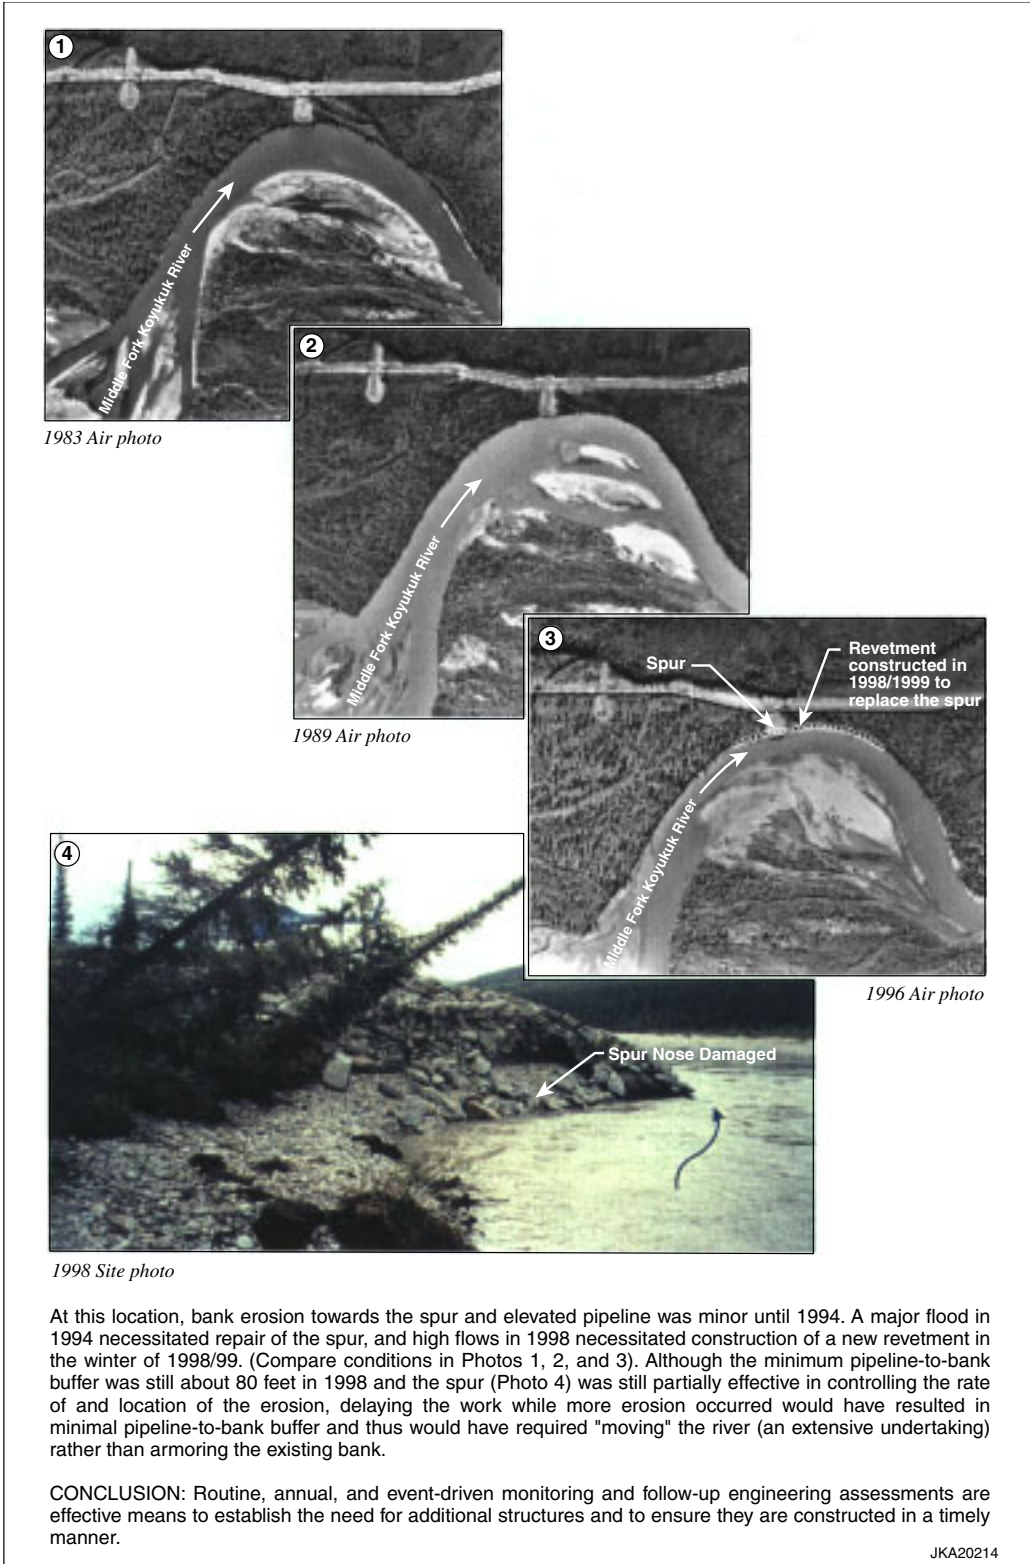 1
Middle Fork Koyukuk River
1983 Air photo
2
Middle Fork Koyukuk River
1989 Air photo
3
Spur
Revetment
constructed in
1998/1999 to
replace the spur
Middle Fork Koyukuk River
1996 Air photo
4
Spur Nose Damaged
1998 Site photo
At this location, bank erosion towards the spur and elevated pipeline was minor until 1994. A major flood in
1994 necessitated repair of the spur, and high flows in 1998 necessitated construction of a new revetment in
the winter of 1998/99. (Compare conditions in Photos 1, 2, and 3). Although the minimum pipeline-to-bank
buffer was still about 80 feet in 1998 and the spur (Photo 4) was still partially effective in controlling the rate
of and location of the erosion, delaying the work while more erosion occurred would have resulted in
minimal pipeline-to-bank buffer and thus would have required "moving" the river (an extensive undertaking)
rather than armoring the existing bank.
CONCLUSION: Routine, annual, and event-driven monitoring and follow-up engineering assessments are
effective means to establish the need for additional structures and to ensure they are constructed in a timely
manner.
JKA20214